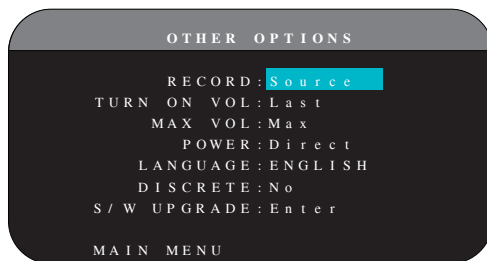 OTHER OPTIONS
RECORD:Source
TURN ON VOL:Last
MAX VOL:Max
POWER:Direct
LANGUAGE:ENGLISH
DISCRETE:No
S/W UPGRADE:Enter
MAIN MENU